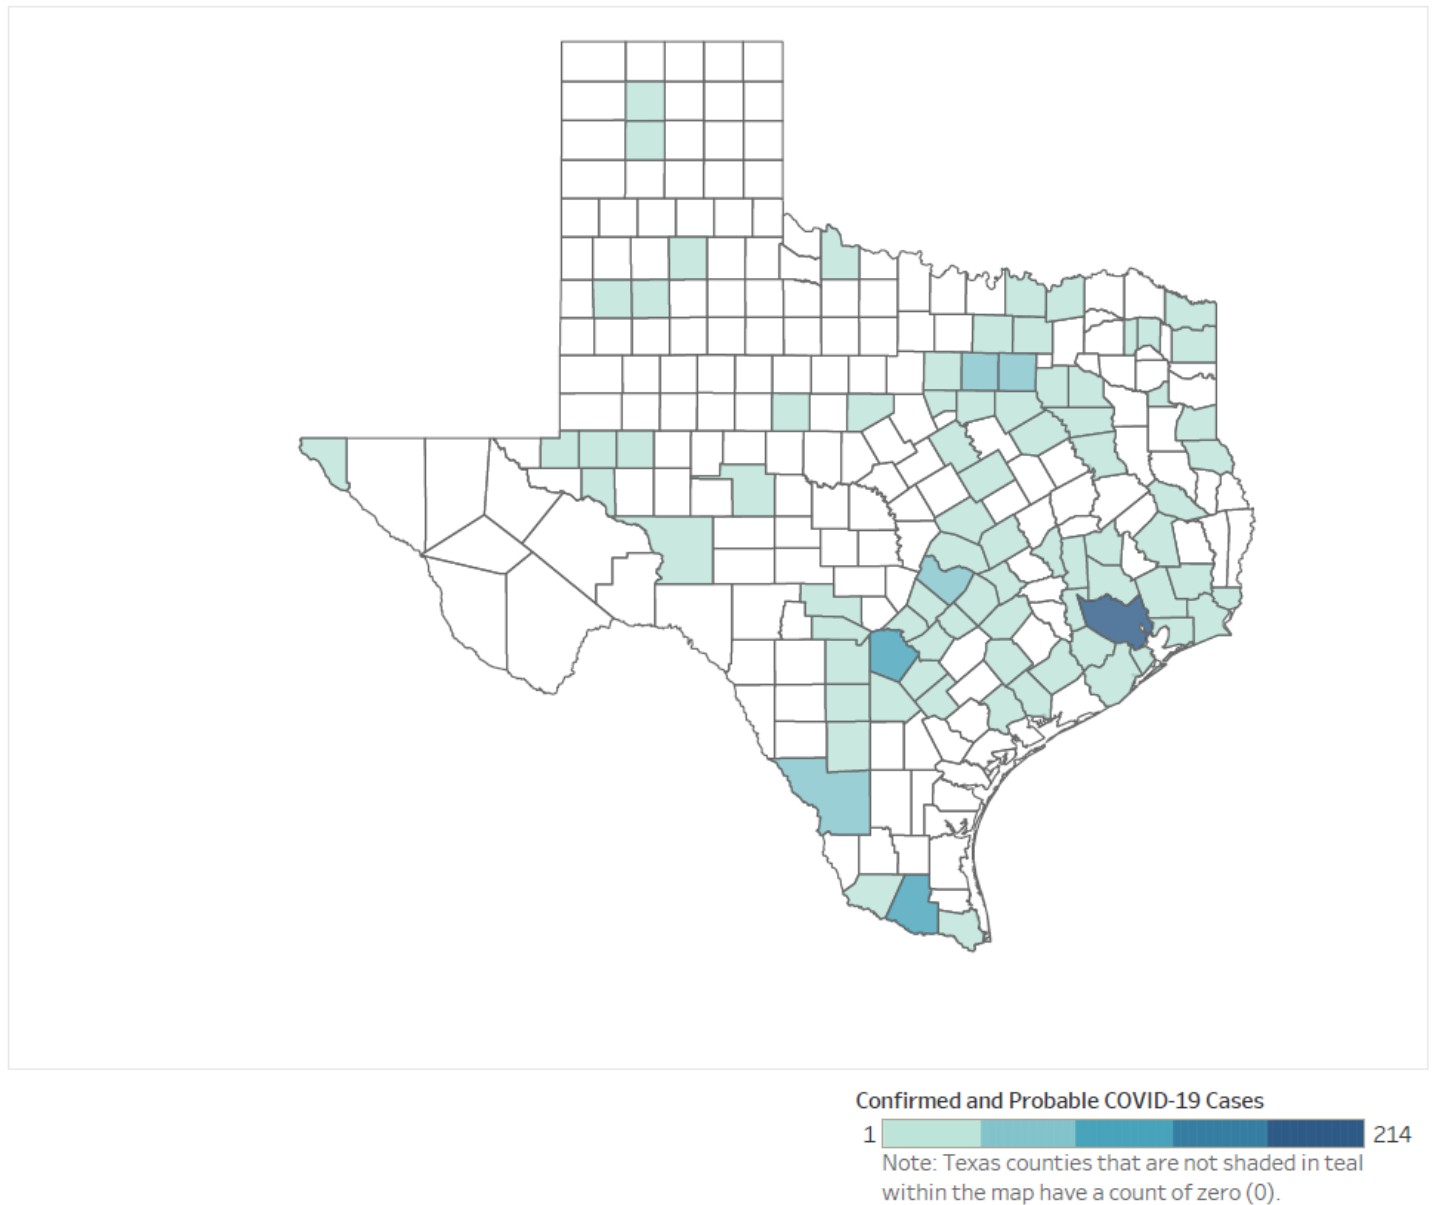 Confirmed and Probable COVID-19 Cases
1 214
Note: Texas counties that are not shaded in teal
within the map have a count of zero (0).